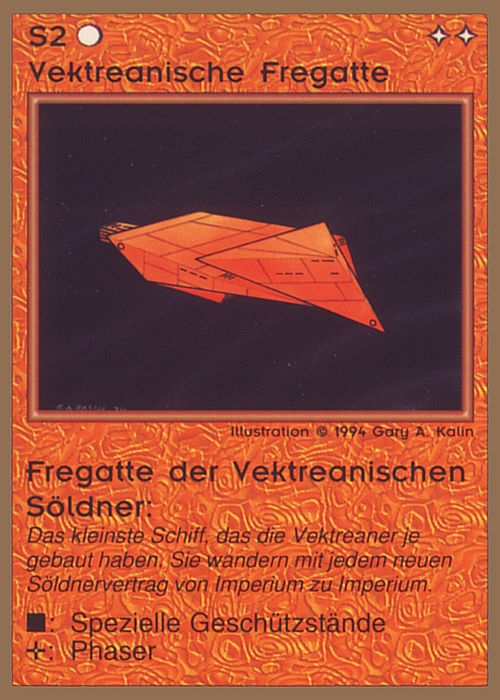 S2
Vektreanische Fregatte
Illustration © 1994 Gary A. Kalin
Fregatte der Vektreanischen
Söldner:
Das kleinste Schiff, das die Vektreaner je
gebaut haben. Sie wandern mit jedem neuen
Söldnervertrag von Imperium zu Imperium.
■: Spezielle Geschützstände
✢: Phaser